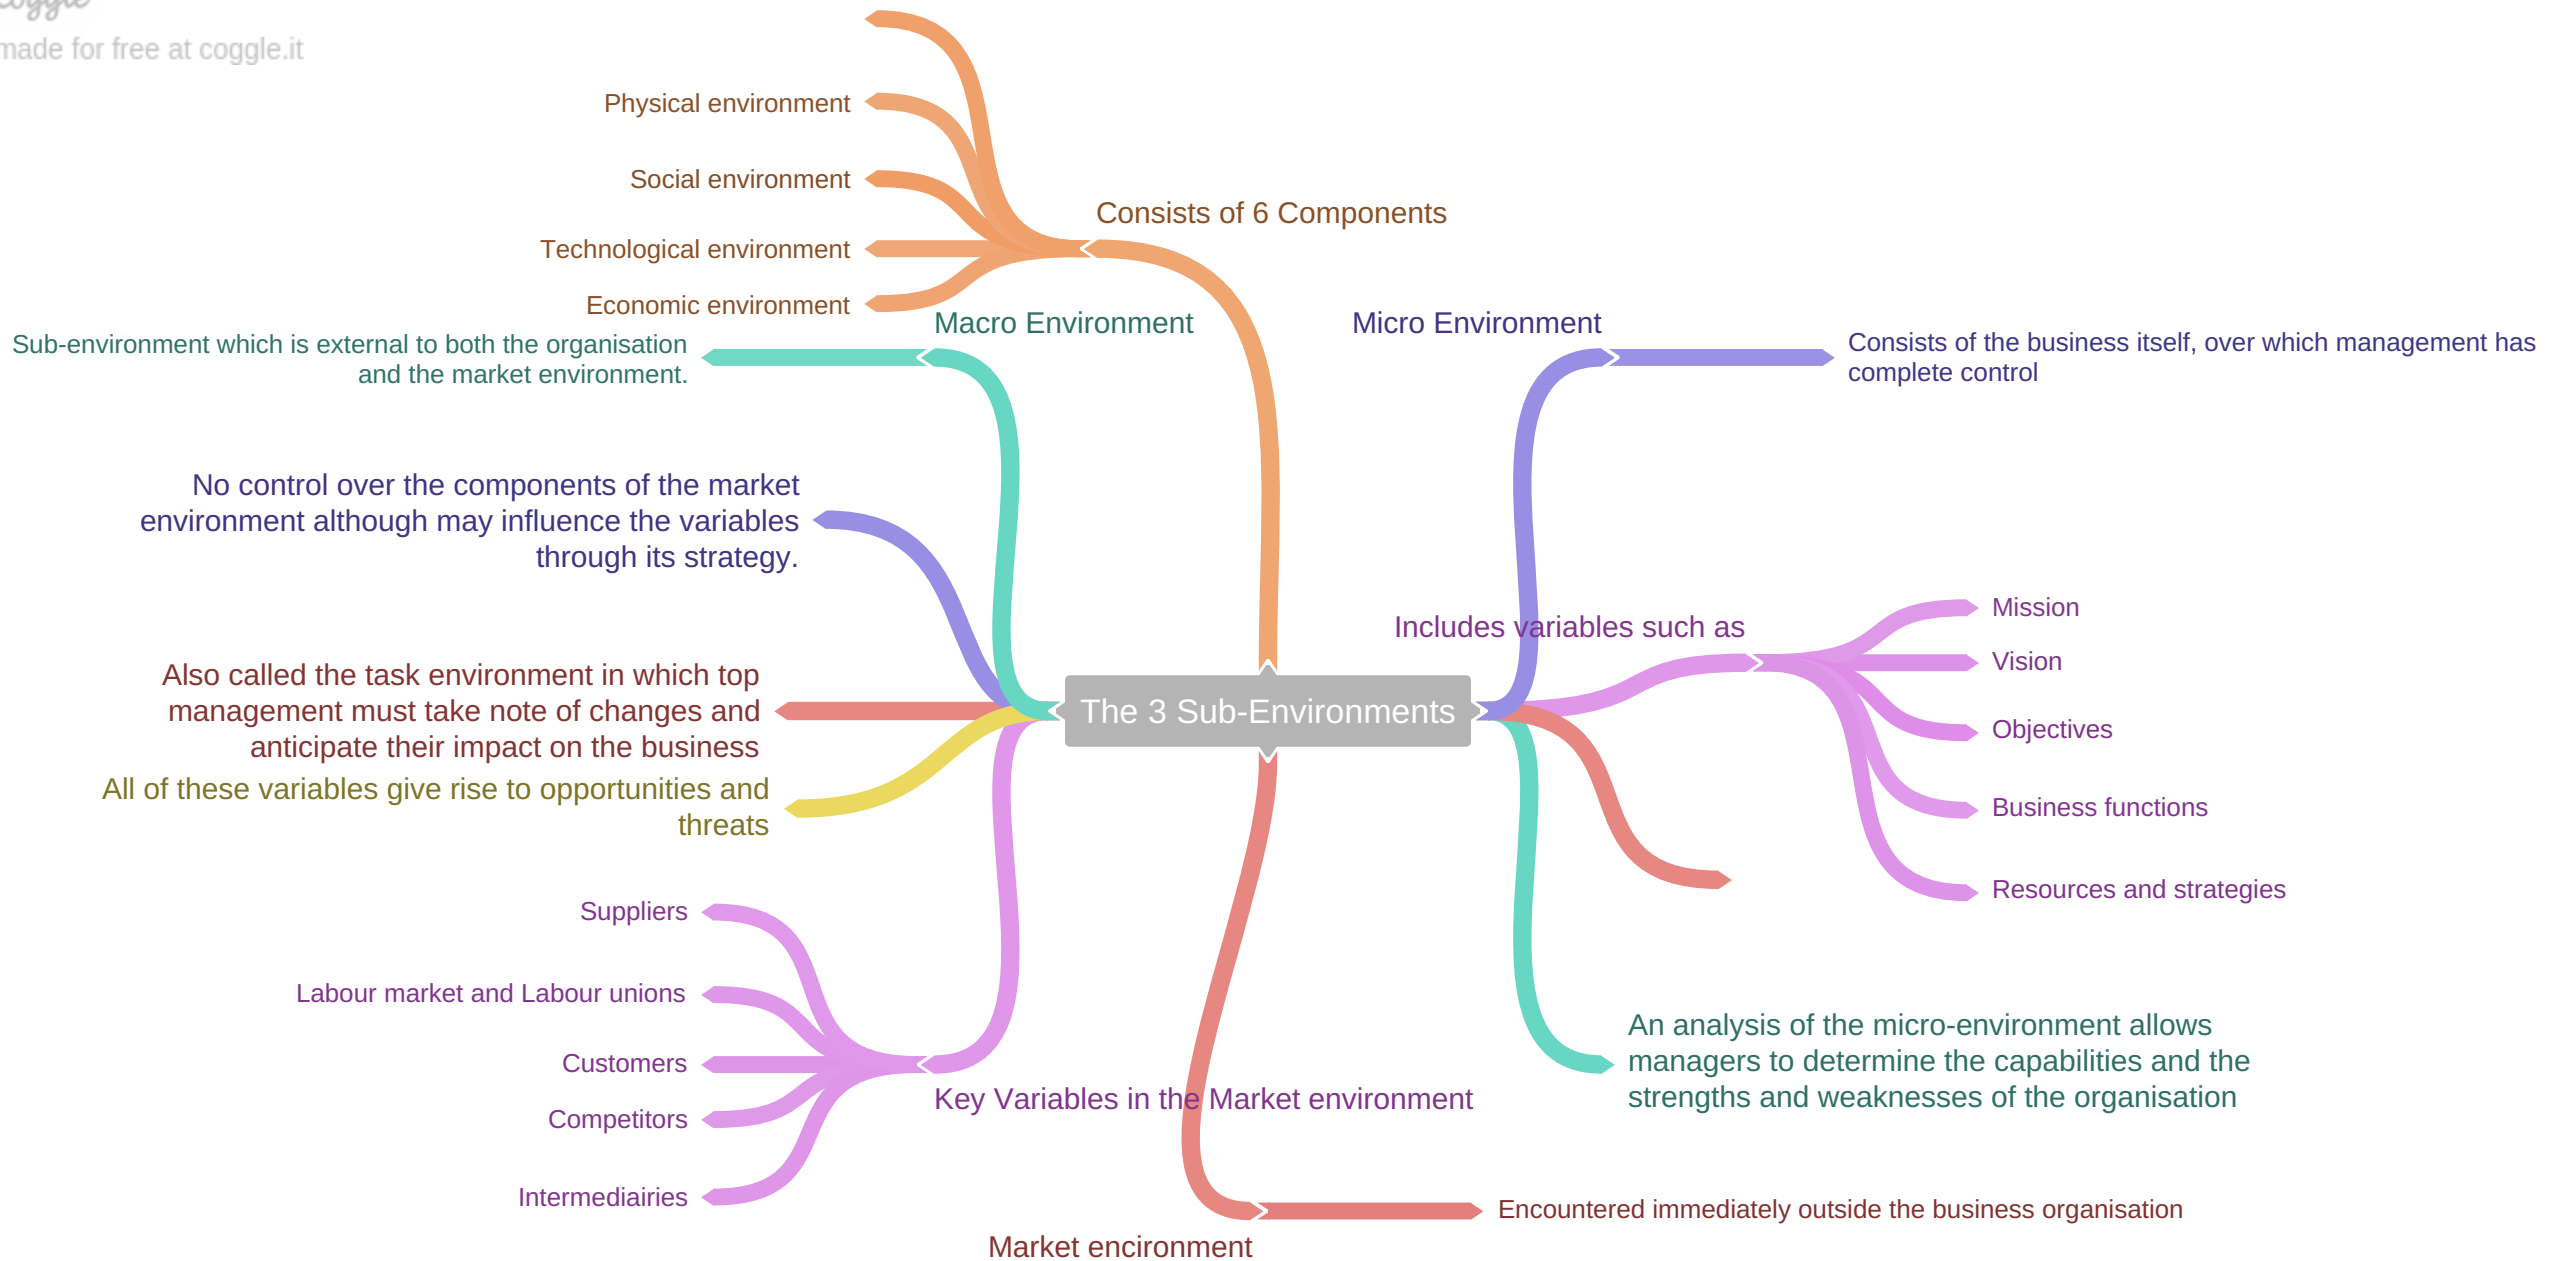 coggle
made for free at coggle.it
Physical environment
Social environment
Technological environment
Economic environment
Consists of 6 Components
Macro Environment
Sub-environment which is external to both the organisation
and the market environment.
No control over the components of the market
environment although may influence the variables
through its strategy.
Also called the task environment in which top
management must take note of changes and
anticipate their impact on the business
All of these variables give rise to opportunities and
threats
Suppliers
Labour market and Labour unions
Customers
Competitors
Intermediairies
Key Variables in the Market environment
The 3 Sub-Environments
Micro Environment
Consists of the business itself, over which management has
complete control
Includes variables such as
Mission
Vision
Objectives
Business functions
Resources and strategies
An analysis of the micro-environment allows
managers to determine the capabilities and the
strengths and weaknesses of the organisation
Market encironment
Encountered immediately outside the business organisation